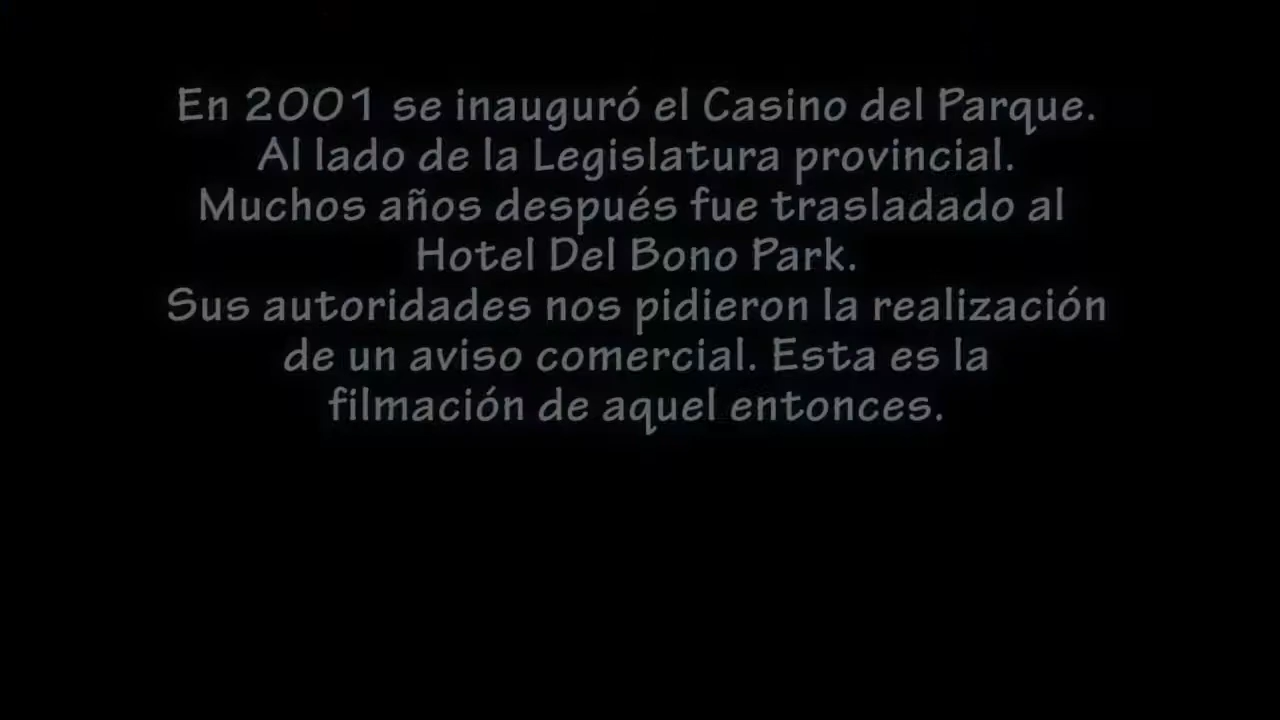 En 2001 se inauguró el Casino del Parque.
Al lado de la Legislatura provincial.
Muchos años después fue trasladado al
Hotel Del Bono Park.
Sus autoridades nos pidieron la realización
de un aviso comercial. Esta es la
filmación de aquel entonces.